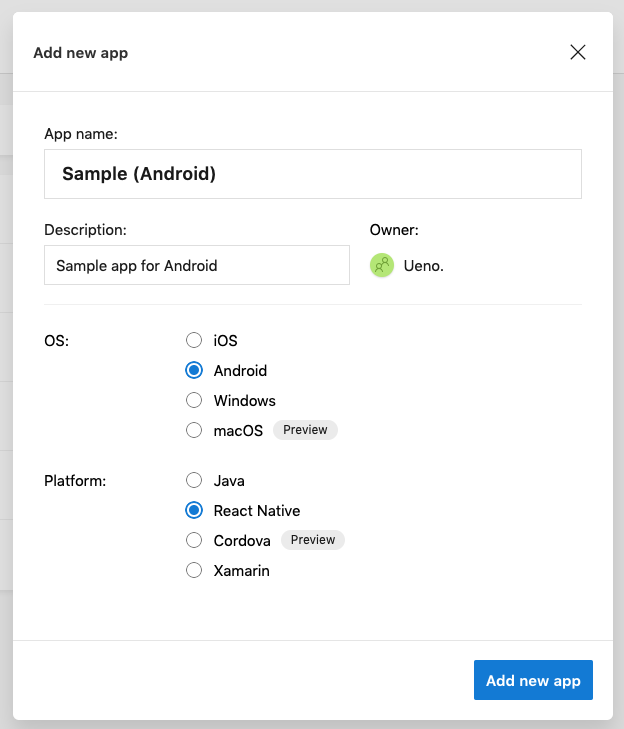 Add new app
App name:
Sample (Android)
Description:
Owner:
Sample app for Android
Ueno.
OS:
iOS
Android
Windows
macOS Preview
Platform:
Java
React Native
Cordova Preview
Xamarin
Add new app